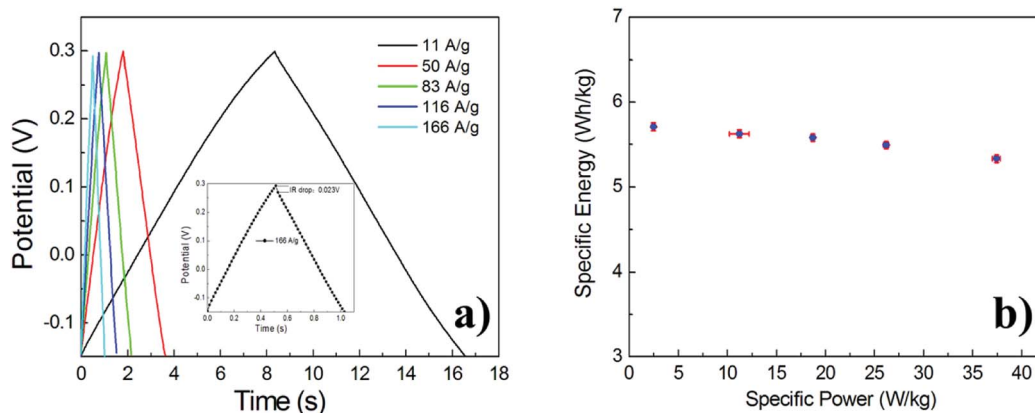 a)
0.3
0.2
0.1
0.0
-0.1
Potential (V)
0 2 4 6 8 10 12 14 16 18
Time (s)
11 A/g
50 A/g
83 A/g
116 A/g
166 A/g
0.3
0.2
0.1
0.0
-0.1
Potential (V)
IR drop: 0.023V
166 A/g
0.0 0.2 0.4 0.6 0.8 1.0
Time (s)
a)
b)
7
6
5
4
3
Specific Energy (Wh/kg)
0 5 10 15 20 25 30 35 40
Specific Power (W/kg)
b)